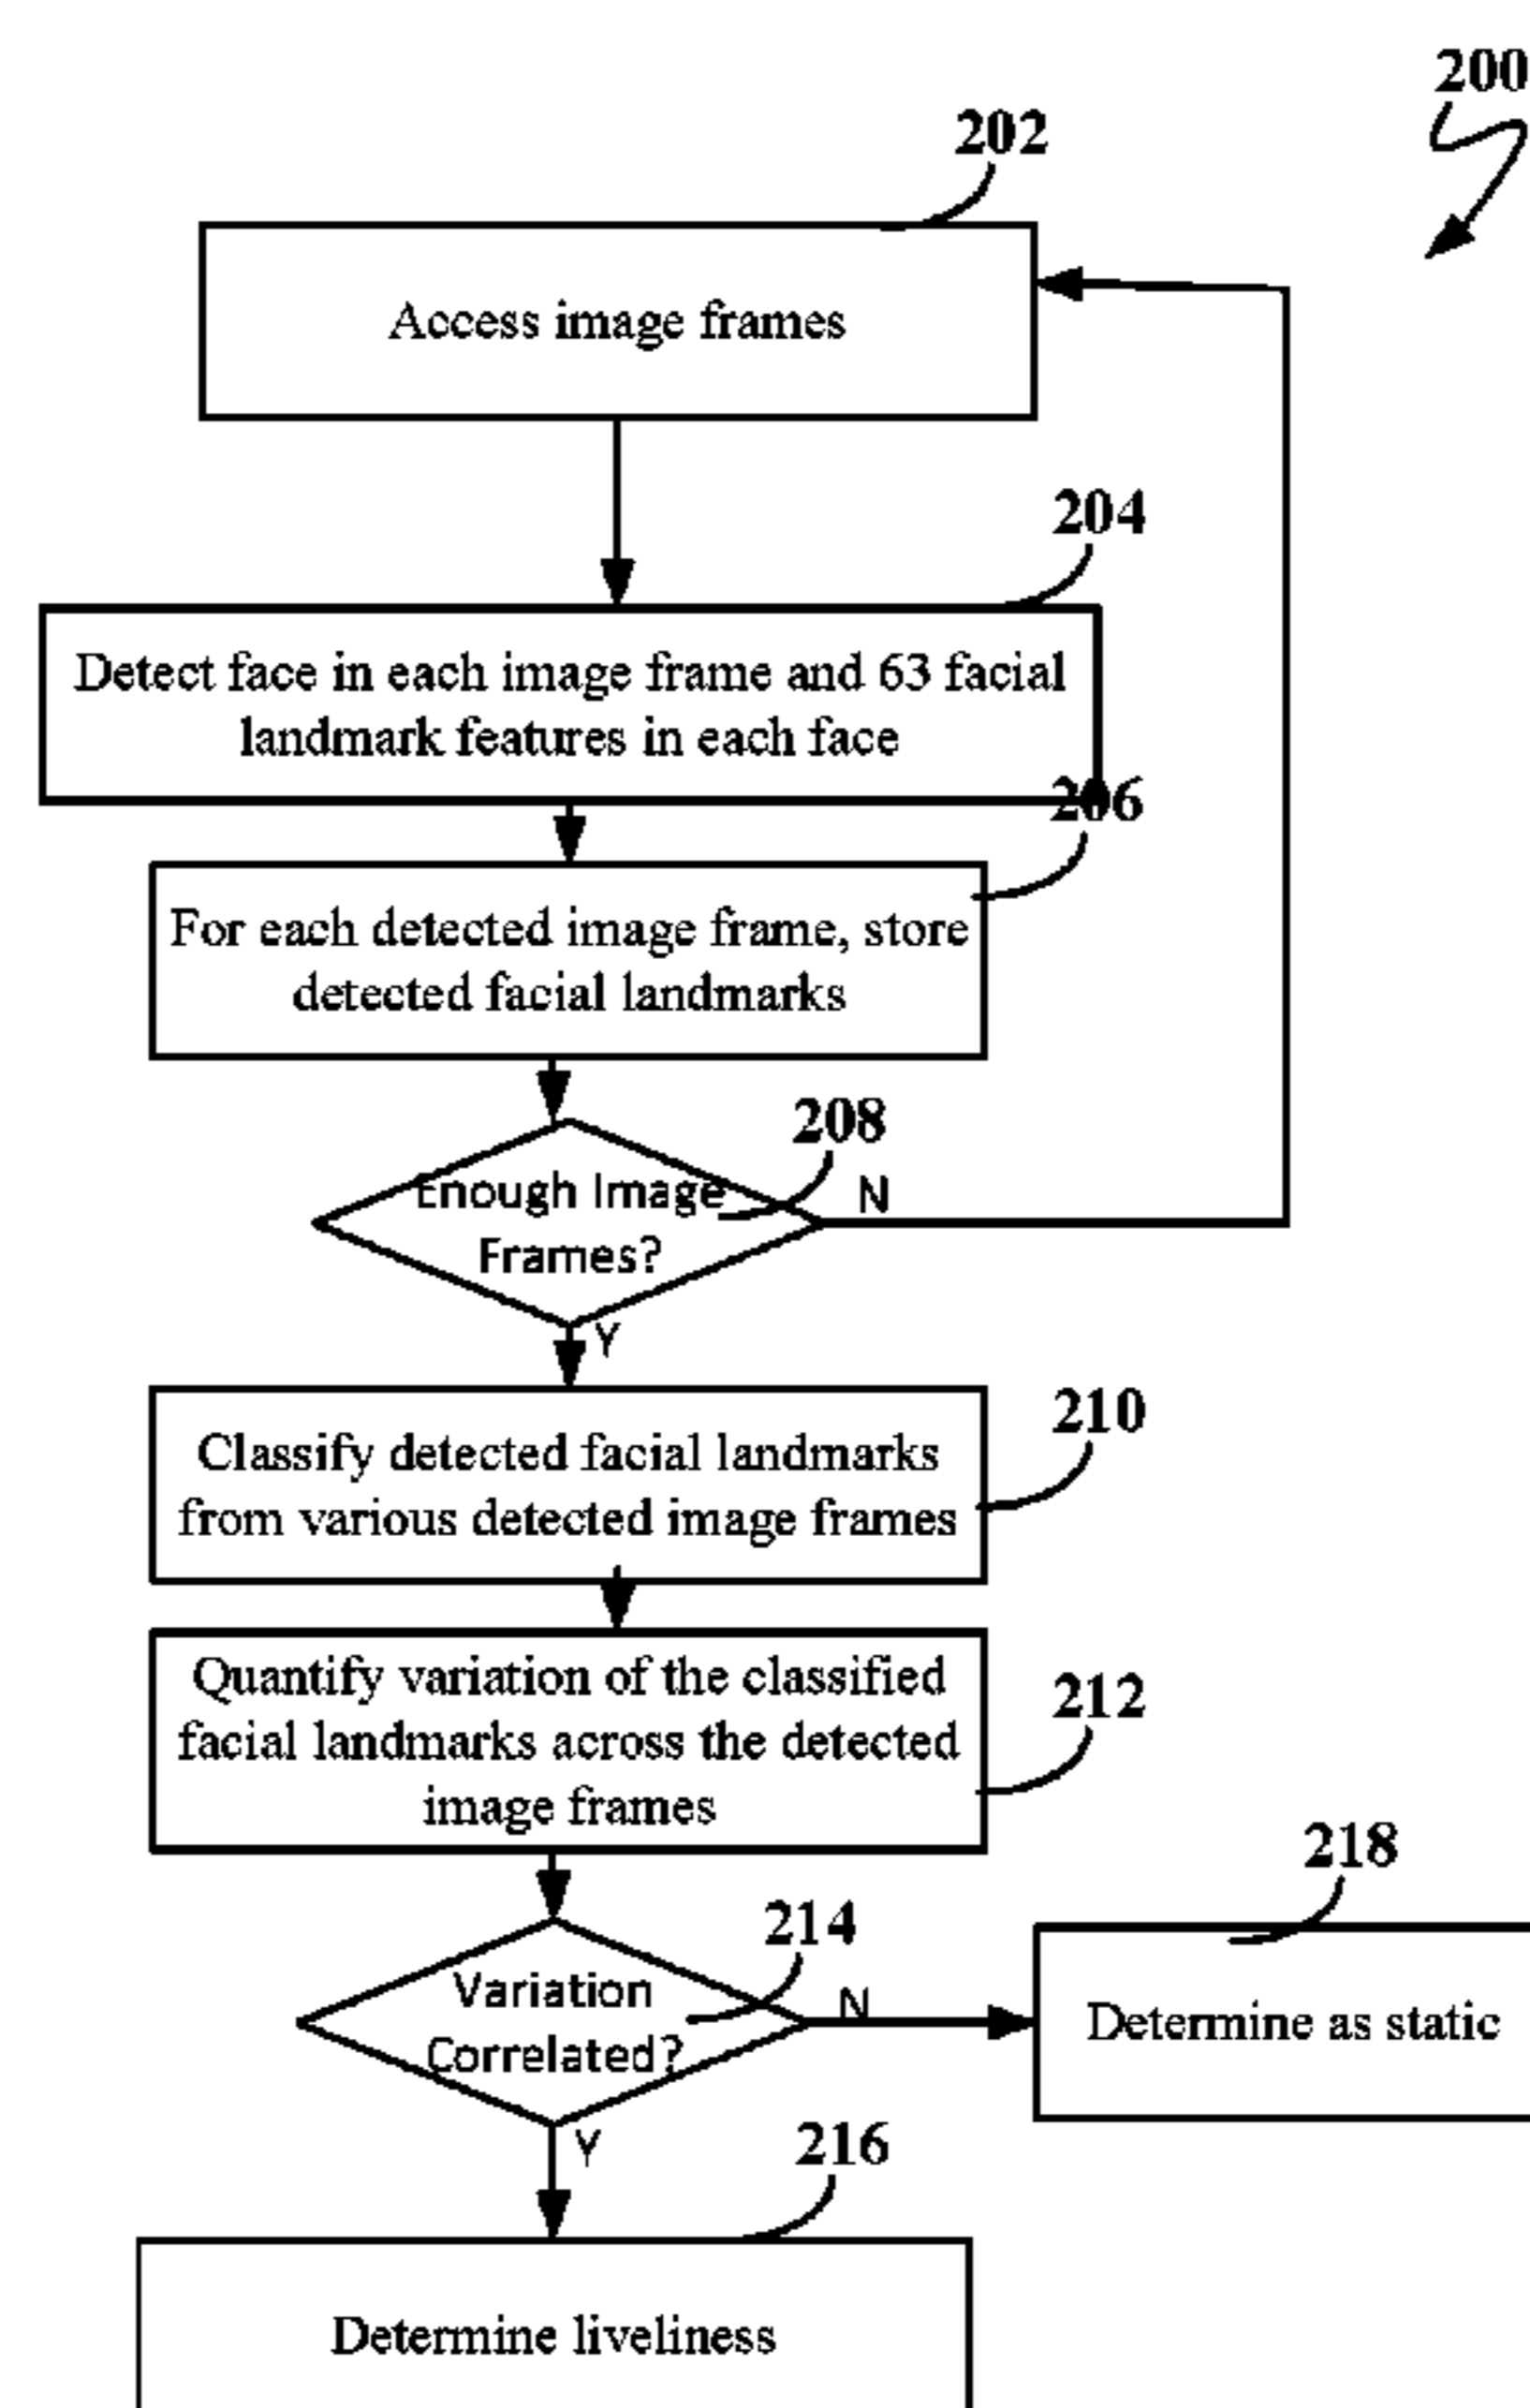 200
202
Access image frames
204
Detect face in each image frame and 63 facial
landmark features in each face
206
For each detected image frame, store
detected facial landmarks
208
Enough Image
Frames?
N
Y
210
Classify detected facial landmarks
from various detected image frames
212
Quantify variation of the classified
facial landmarks across the detected
image frames
218
214
Variation
Correlated?
N
Determine as static
Y
216
Determine liveliness